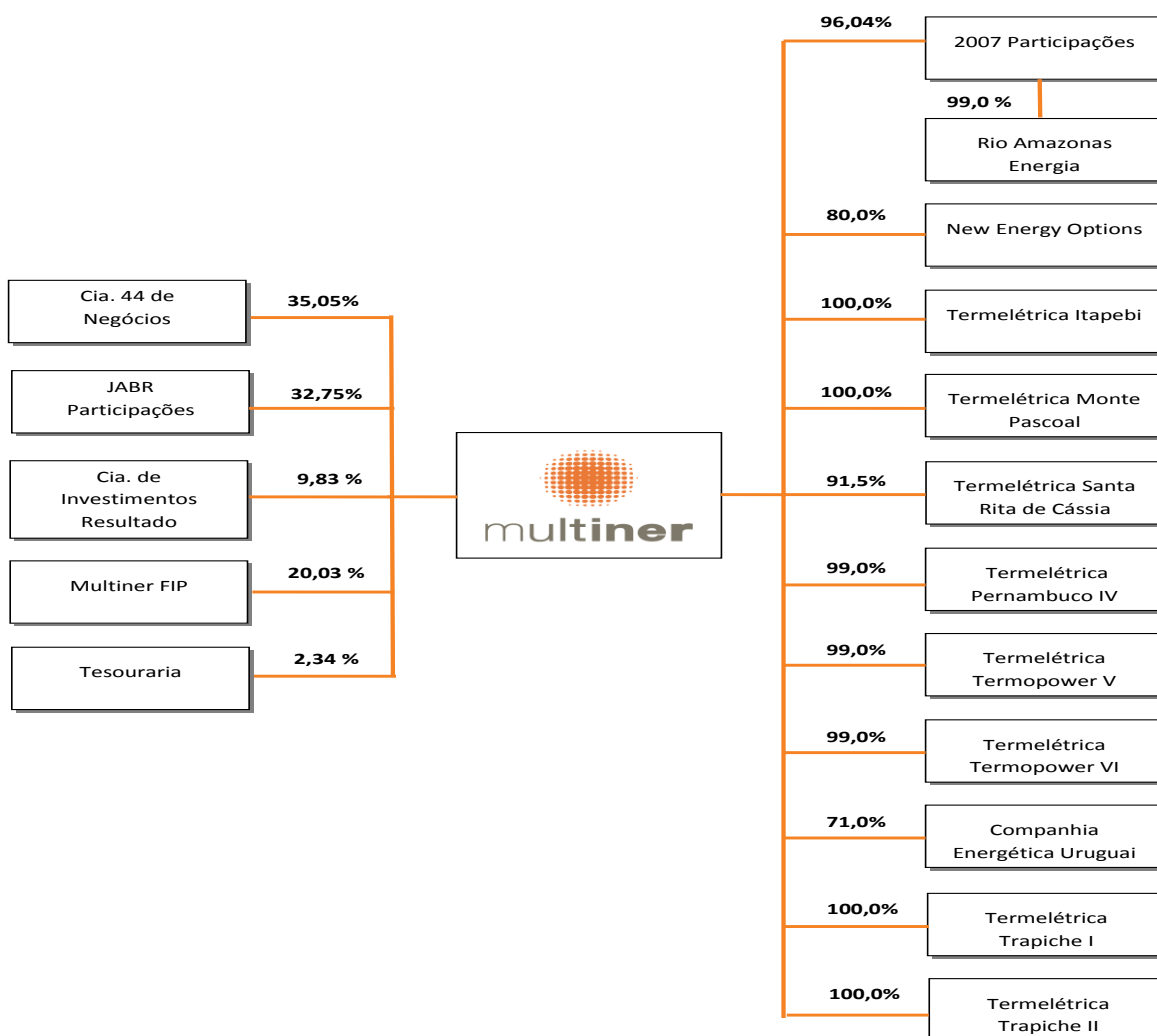 96,04%
2007 Participações
99,0 %
Rio Amazonas
Energia
80,0%
New Energy Options
Cia. 44 de
Negócios
35,05%
100,0%
Termelétrica Itapebi
JABR
Participações
32,75%
100,0%
Termelétrica Monte
Pascoal
Cia. de
Investimentos
Resultado
9,83 %
multiner
91,5%
Termelétrica Santa
Rita de Cássia
Multiner FIP
20,03 %
99,0%
Termelétrica
Pernambuco IV
Tesouraria
2,34 %
99,0%
Termelétrica
Termopower V
99,0%
Termelétrica
Termopower VI
71,0%
Companhia
Energética Uruguai
100,0%
Termelétrica
Trapiche I
100,0%
Termelétrica
Trapiche II